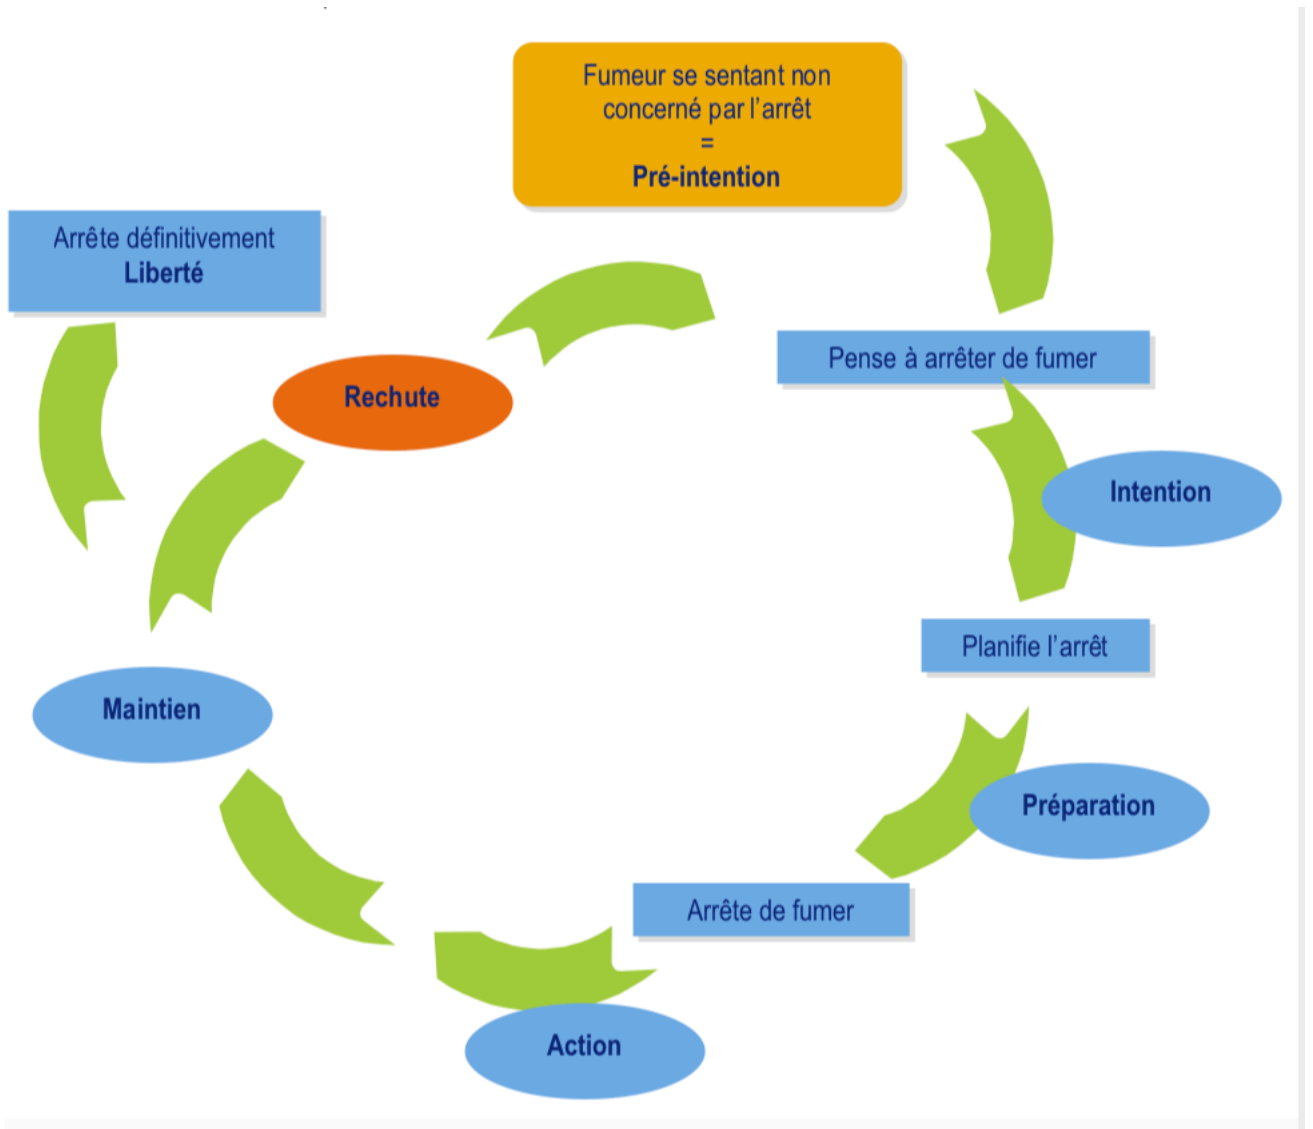 Fumeur se sentant non
concerné par l'arrêt
=
Pré-intention
Arrête définitivement
Liberté
Pense à arrêter de fumer
Rechute
Intention
Planifie l'arrêt
Maintien
Préparation
Arrête de fumer
Action